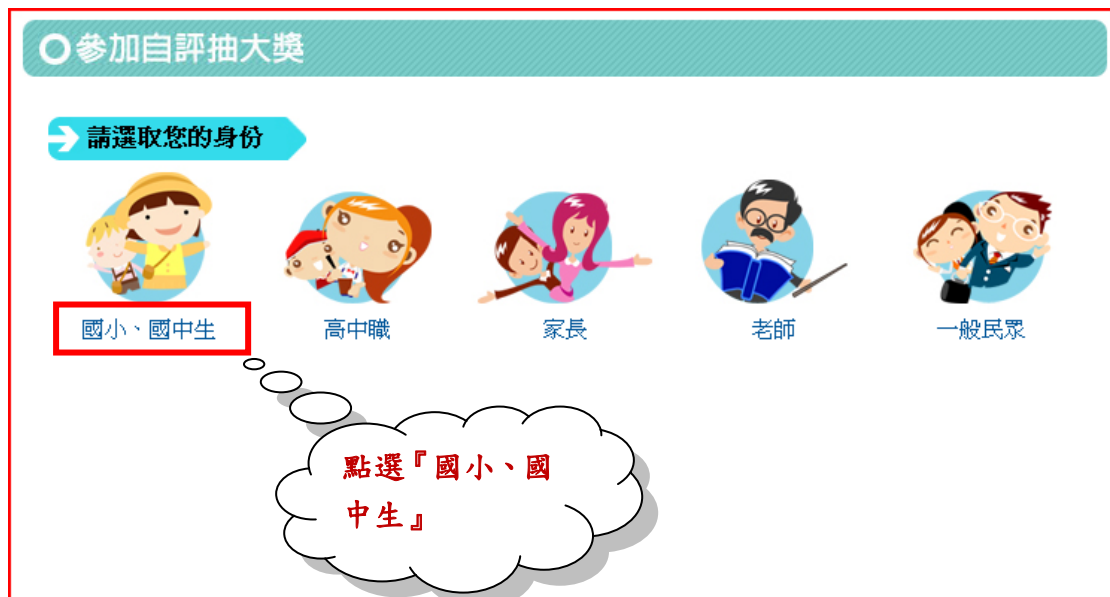 參加自評抽大獎
請選取您的身份
國小、國中生
高中職
家長
老師
一般民眾
點選『國小、國
中生』